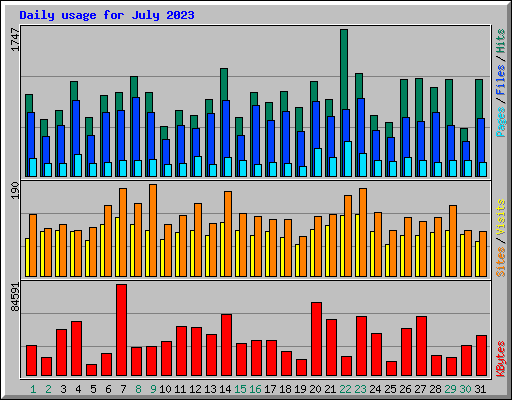 Daily usage for July 2023
1747
Pages / Files / Hits
190
Sites / Visits
84591
KBytes
1 2 3 4 5 6 7 8 9 10 11 12 13 14 15 16 17 18 19 20 21 22 23 24 25 26 27 28 29 30 31